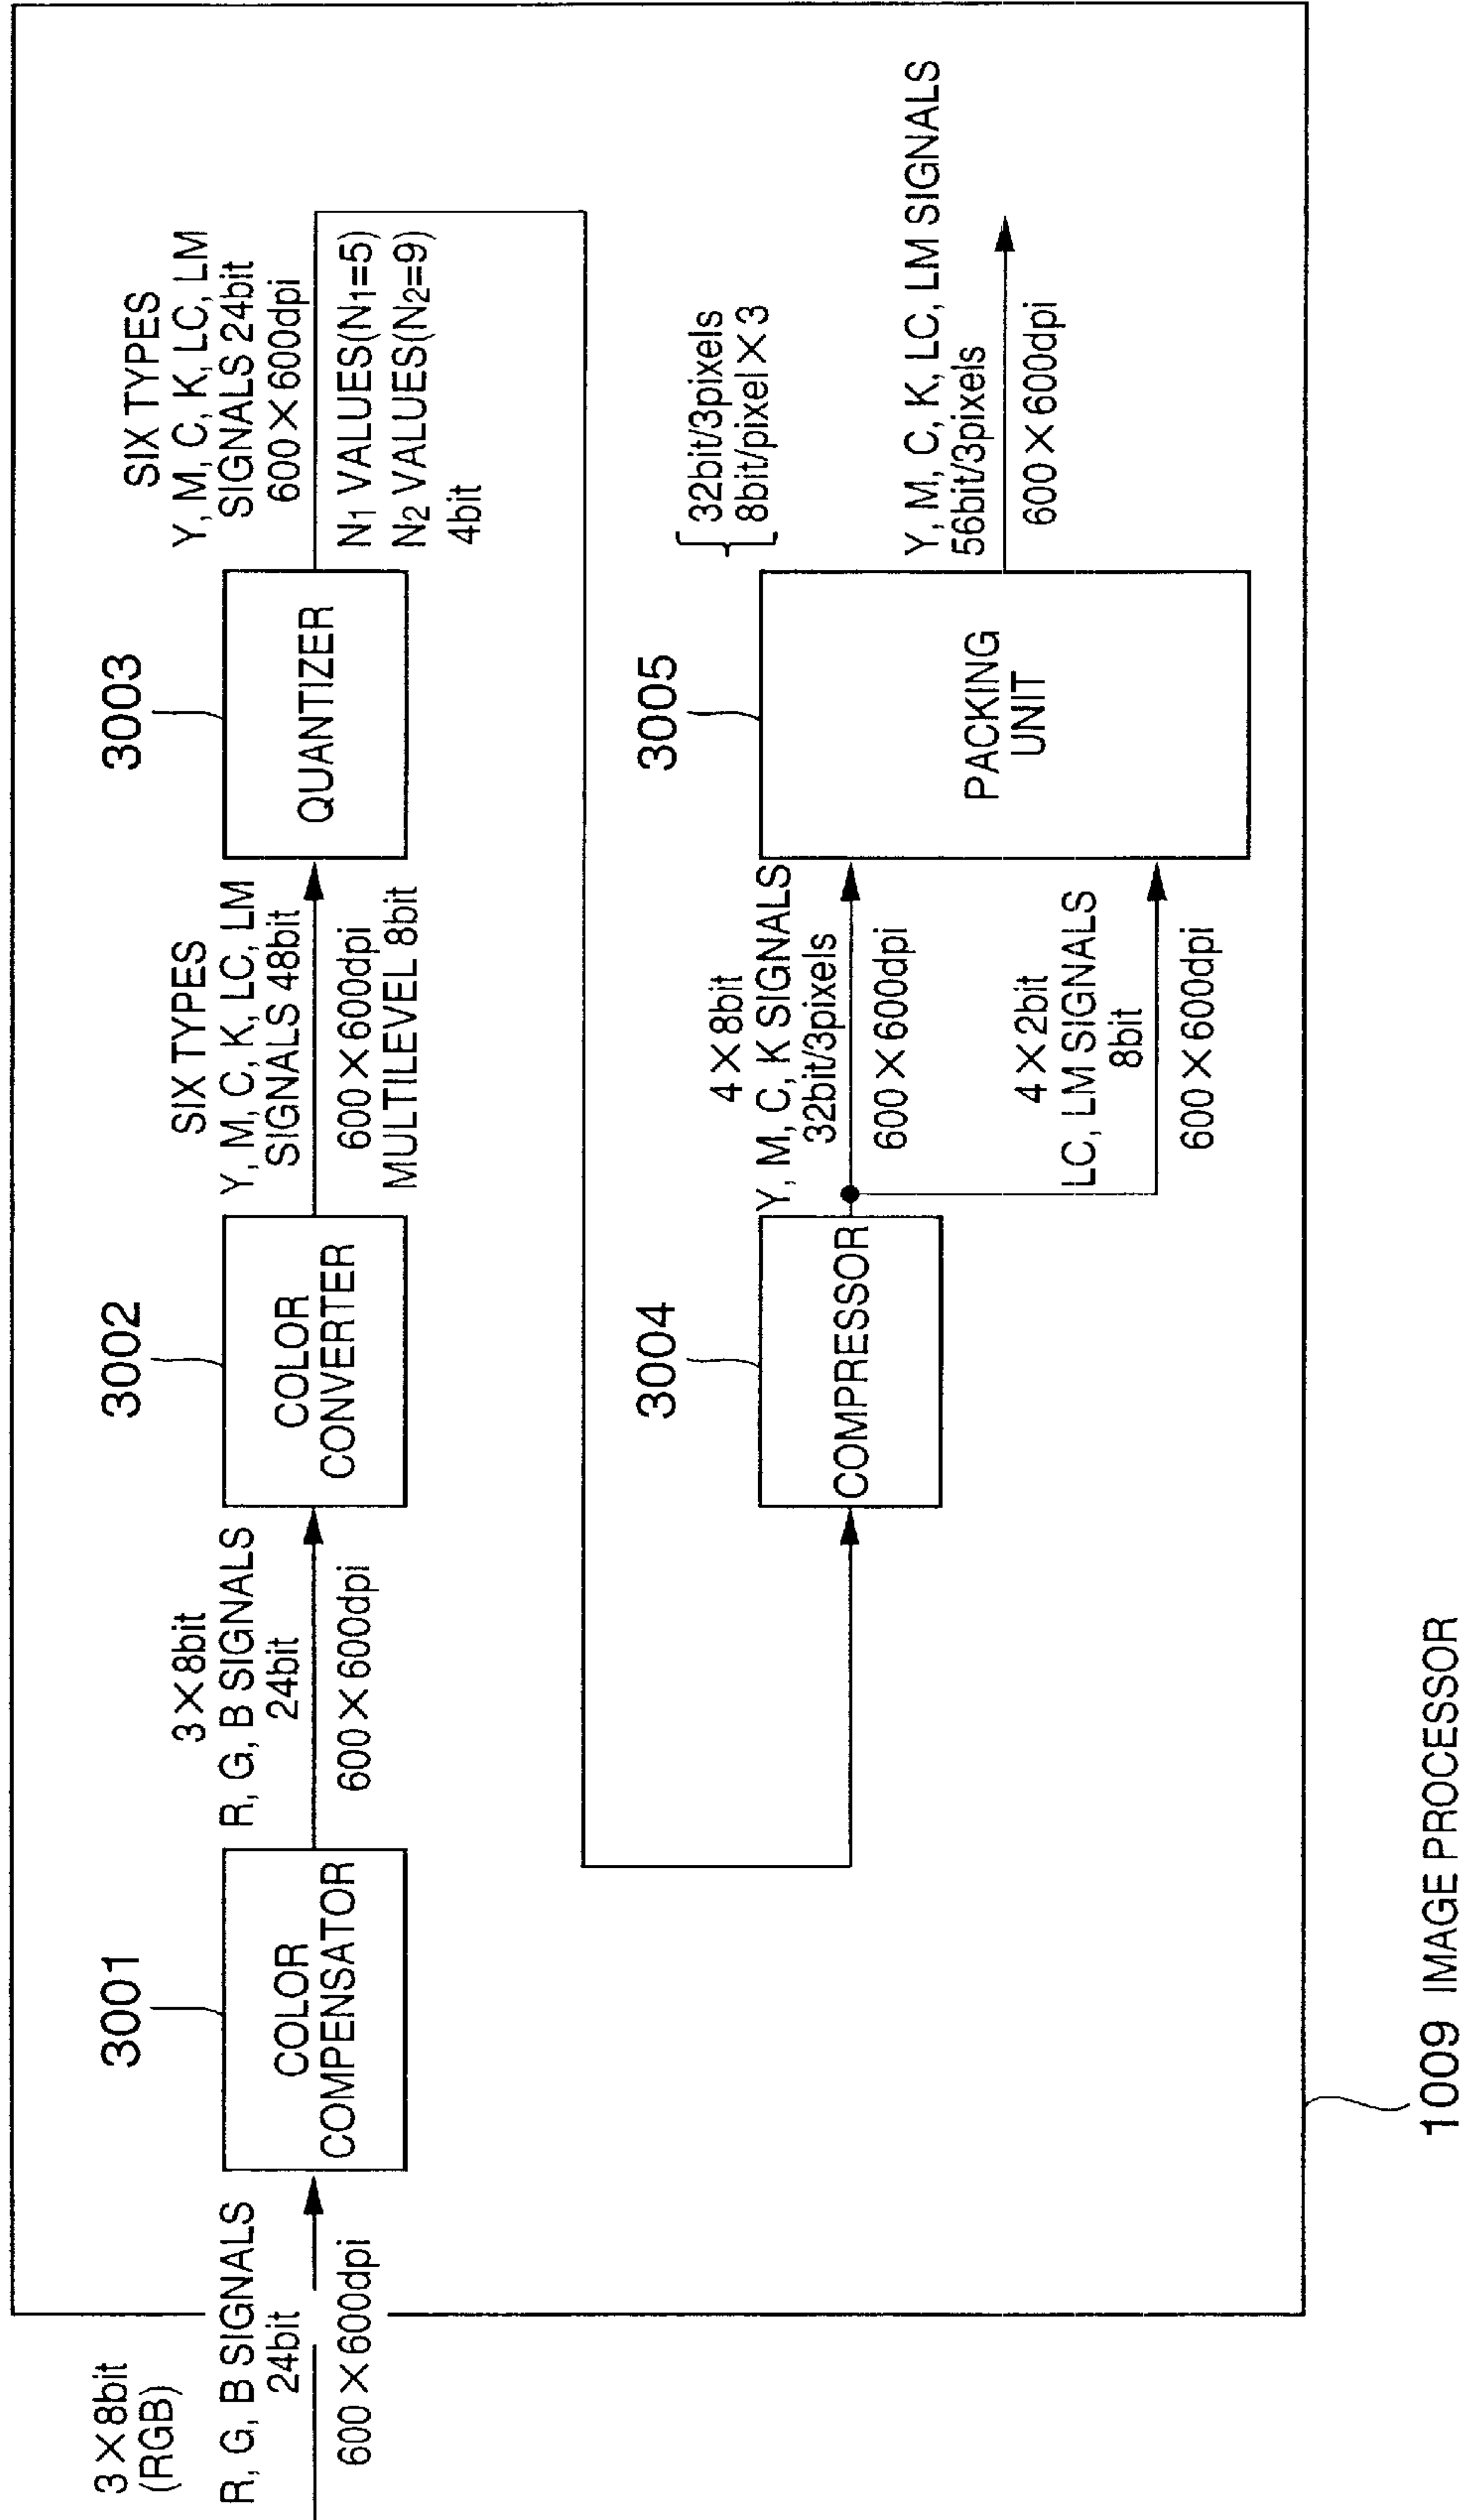 3×8bit
(RGB)
R, G, B SIGNALS
24bit
600×600dpi
3001
COLOR
COMPENSATOR
3×8bit
R, G, B SIGNALS
24bit
600×600dpi
3002
COLOR
CONVERTER
SIX TYPES
Y, M, C, K, LC, LM
SIGNALS 48bit
600×600dpi
MULTILEVEL 8bit
3003
QUANTIZER
SIX TYPES
Y, M, C, K, LC, LM
SIGNALS 24bit
600×600dpi
N1 VALUES(N1=5)
N2 VALUES(N2=9)
4bit
3004
COMPRESSOR
4×8bit
Y, M, C, K SIGNALS
32bit/3pixels
600×600dpi
4×2bit
LC, LM SIGNALS
8bit
600×600dpi
3005
PACKING
UNIT
32bit/3pixels
8bit/pixel×3
Y, M, C, K, LC, LM SIGNALS
56bit/3pixels
600×600dpi
1009 IMAGE PROCESSOR